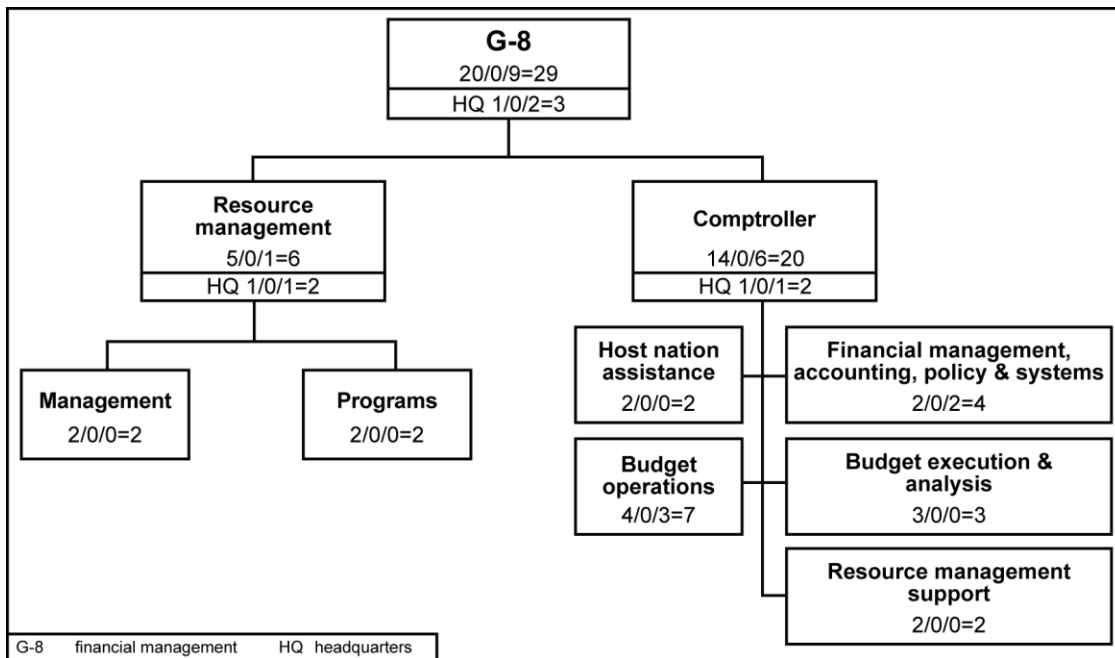 G-8
20/0/9=29
HQ 1/0/2=3
Resource
management
5/0/1=6
HQ 1/0/1=2
Comptroller
14/0/6=20
HQ 1/0/1=2
Management
2/0/0=2
Programs
2/0/0=2
Host nation
assistance
2/0/0=2
Financial management,
accounting, policy & systems
2/0/2=4
Budget
operations
4/0/3=7
Budget execution &
analysis
3/0/0=3
Resource management
support
2/0/0=2
G-8 financial management HQ headquarters